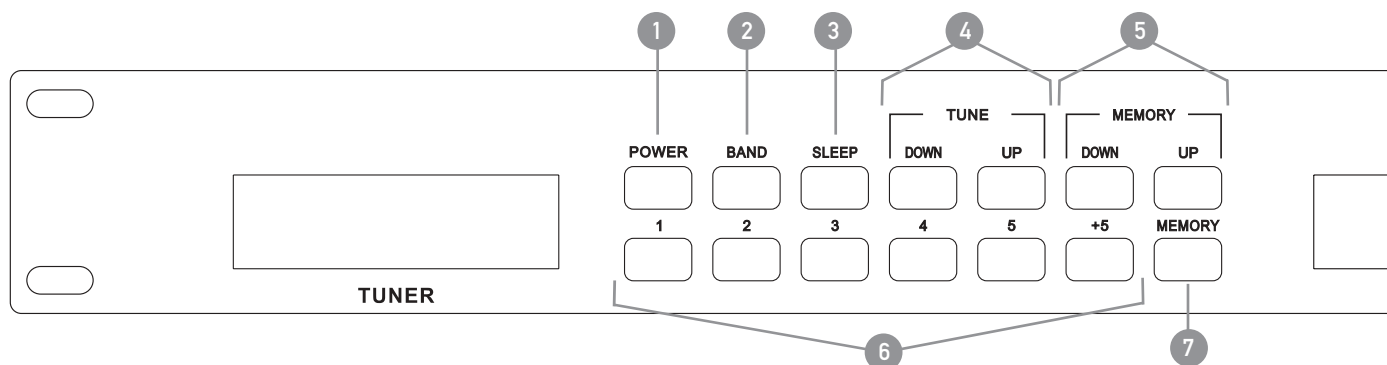 1 2 3 4 5
TUNE MEMORY
POWER BAND SLEEP DOWN UP DOWN UP
1 2 3 4 5 +5 MEMORY
TUNER
6 7